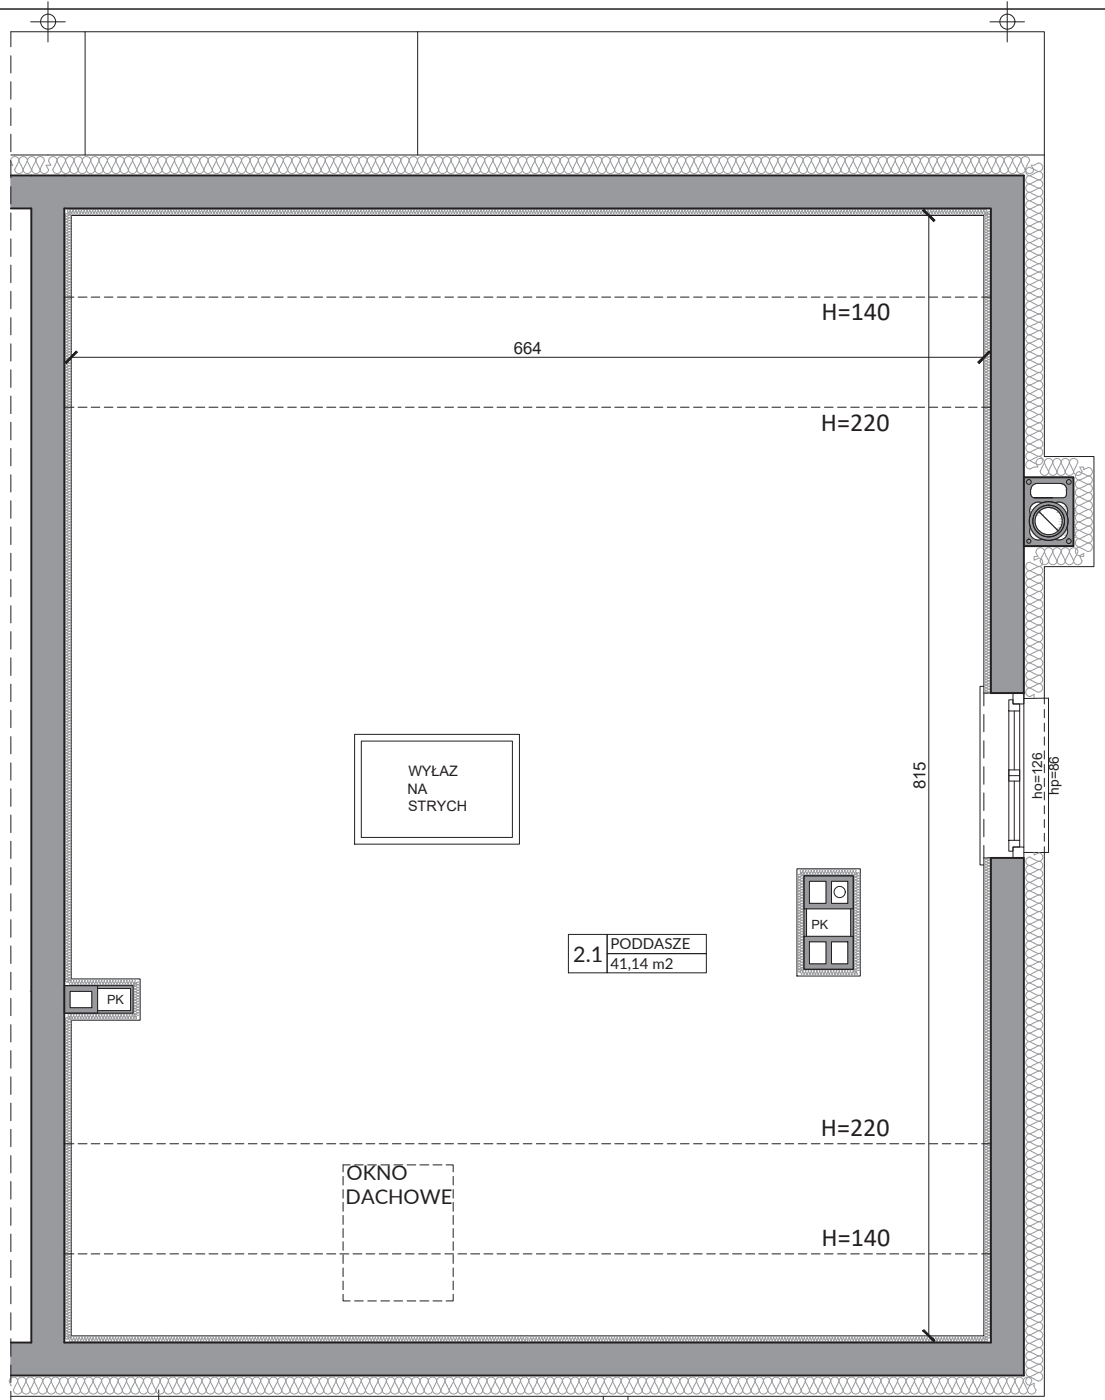 H=140
664
H=220
WYŁAZ
NA
STRYCH
815
ho=126
hp=86
PK
2.1 PODDASZE
41,14 m2
PK
H=220
OKNO
DACHOWE
H=140